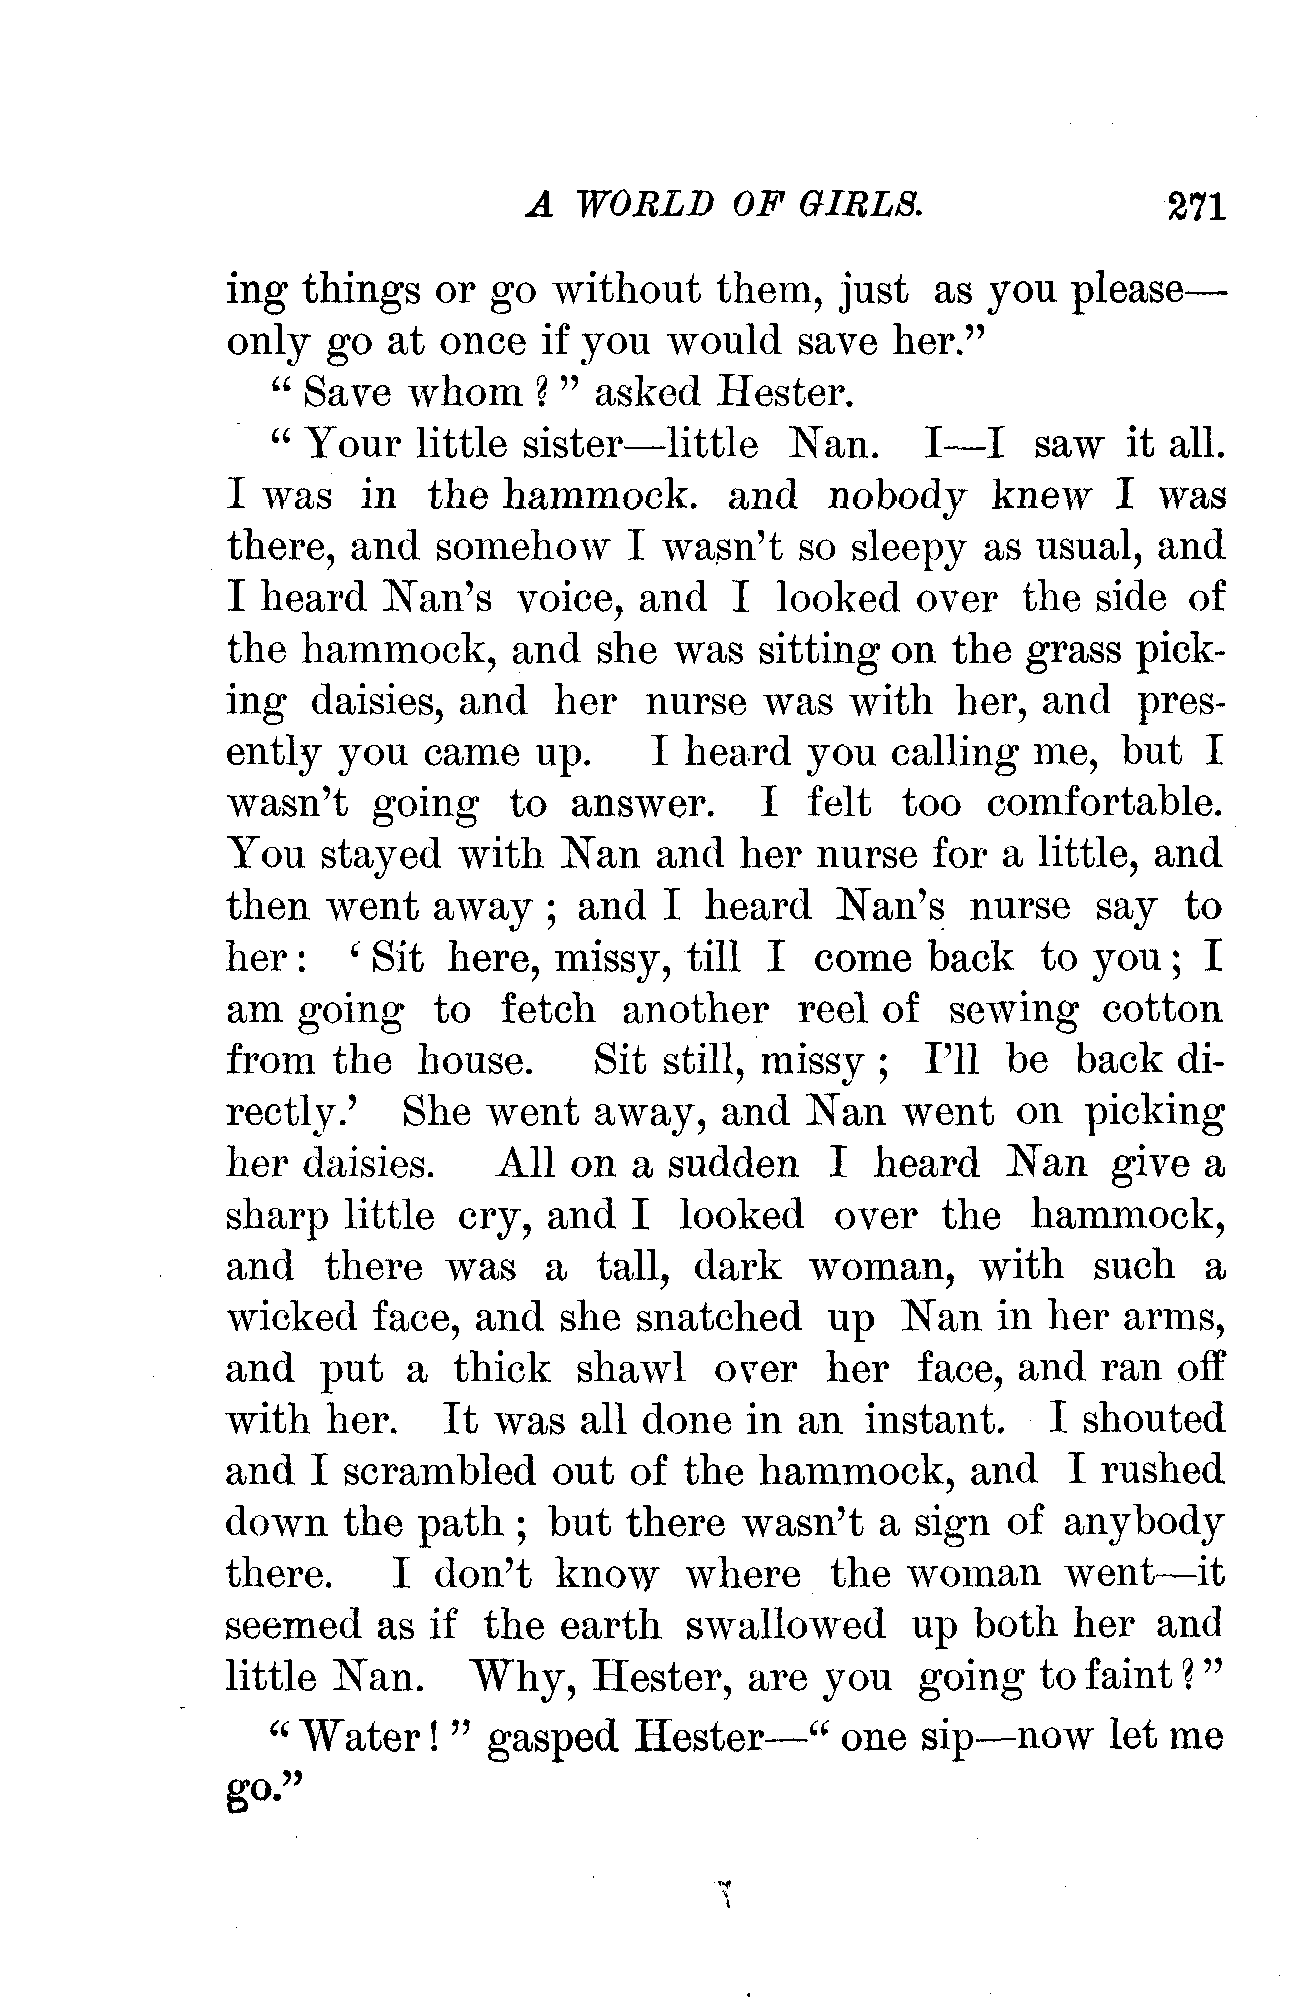 A WORLD OF GIRLS. 271
ing things or go without them, just as you please—
only go at once if you would save her.”
“ Save whom ? ” asked Hester.
“ Your little sister—little Nan. I—I saw it all.
I was in the hammock. and nobody knew I was
there, and somehow I wasn’t so sleepy as usual, and
I heard Nan’s voice, and I looked over the side of
the hammock, and she was sitting on the grass pick-
ing daisies, and her nurse was with her, and pres-
ently you came up. I heard you calling me, but I
wasn’t going to answer. I felt too comfortable.
You stayed with Nan and her nurse for a little, and
then went away ; and I heard Nan’s nurse say to
her : ‘ Sit here, missy, till I come back to you ; I
am going to fetch another reel of sewing cotton
from the house. Sit still, missy ; I’ll be back di-
rectly.’ She went away, and Nan went on picking
her daisies. All on a sudden I heard Nan give a
sharp little cry, and I looked over the hammock,
and there was a tall, dark woman, with such a
wicked face, and she snatched up Nan in her arms,
and put a thick shawl over her face, and ran off
with her. It was all done in an instant. I shouted
and I scrambled out of the hammock, and I rushed
down the path ; but there wasn’t a sign of anybody
there. I don’t know where the woman went—it
seemed as if the earth swallowed up both her and
little Nan. Why, Hester, are you going to faint ? ”
“ Water ! ” gasped Hester—“ one sip—now let me
go.”